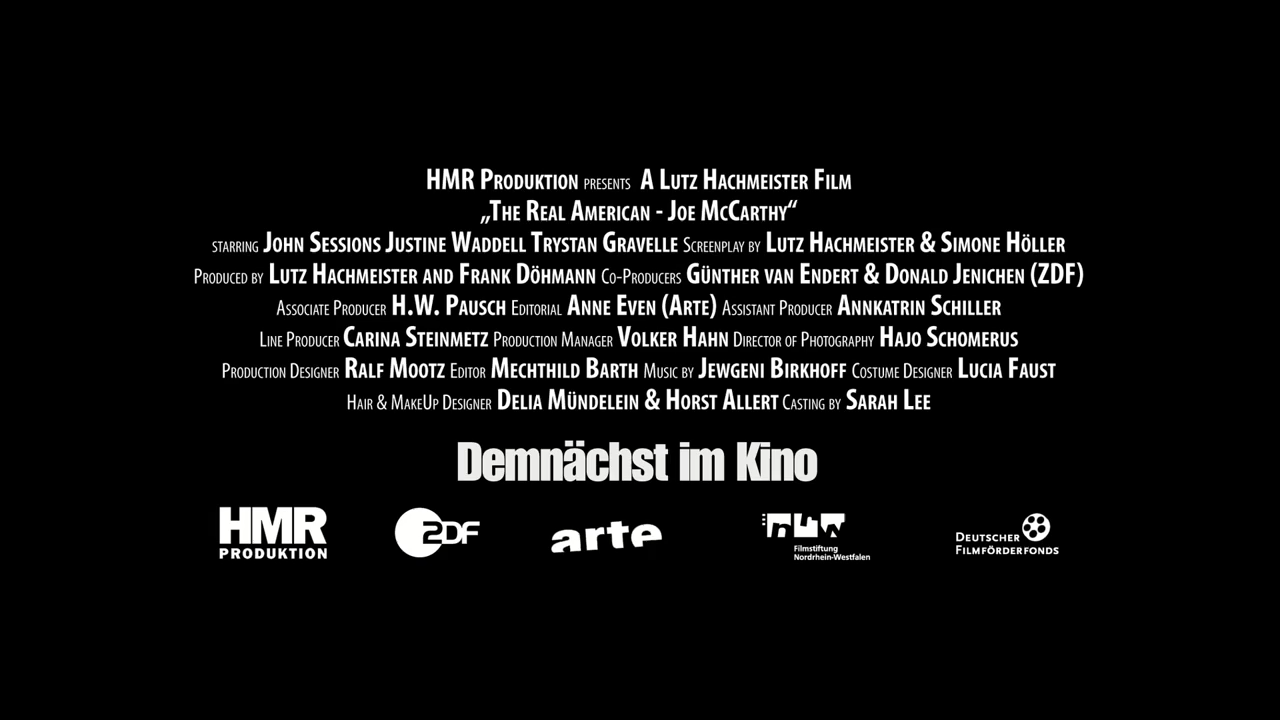 HMR Produktion presents A Lutz Hachmeister Film
„The Real American - Joe McCarthy“
starring John Sessions Justine Waddell Trystan Gravelle Screenplay by Lutz Hachmeister & Simone Höller
Produced by Lutz Hachmeister and Frank Döhmann Co-Producers Günther van Endert & Donald Jenichen (ZDF)
Associate Producer H.W. Pausch Editorial Anne Even (Arte) Assistant Producer Annkatrin Schiller
Line Producer Carina Steinmetz Production Manager Volker Hahn Director of Photography Hajo Schomerus
Production Designer Ralf Mootz Editor Mechthild Barth Music by Jewgeni Birkhoff Costume Designer Lucia Faust
Hair & MakeUp Designer Delia Mündelein & Horst Allert Casting by Sarah Lee
Demnächst im Kino
HMR PRODUKTION
ZDF
arte
nrw
Filmstiftung
Nordrhein-Westfalen
Deutscher
Filmförderfonds